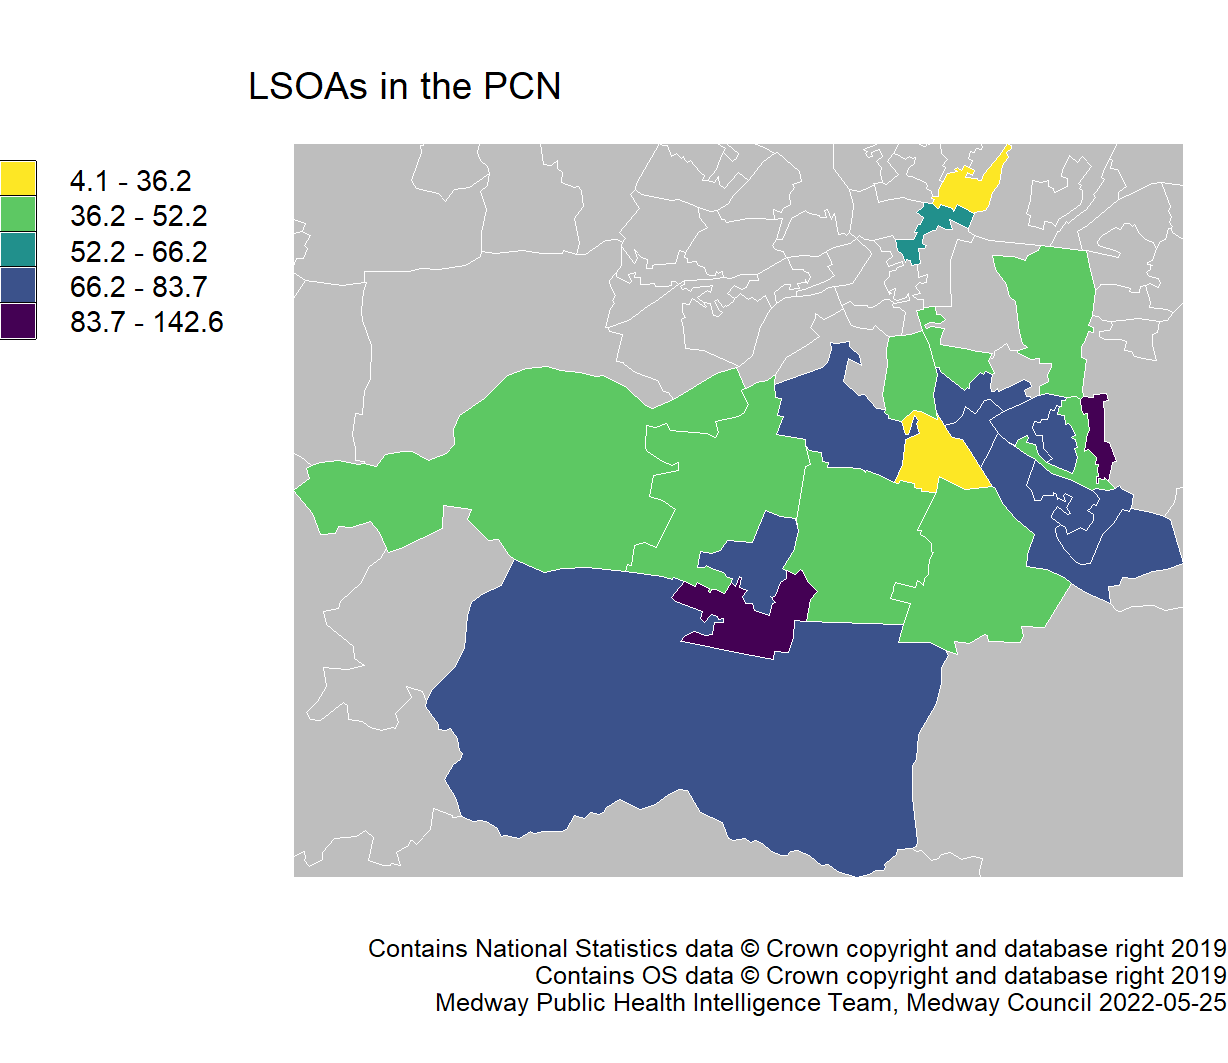 LSOAs in the PCN
4.1 - 36.2
36.2 - 52.2
52.2 - 66.2
66.2 - 83.7
83.7 - 142.6
Contains National Statistics data © Crown copyright and database right 2019
Contains OS data © Crown copyright and database right 2019
Medway Public Health Intelligence Team, Medway Council 2022-05-25